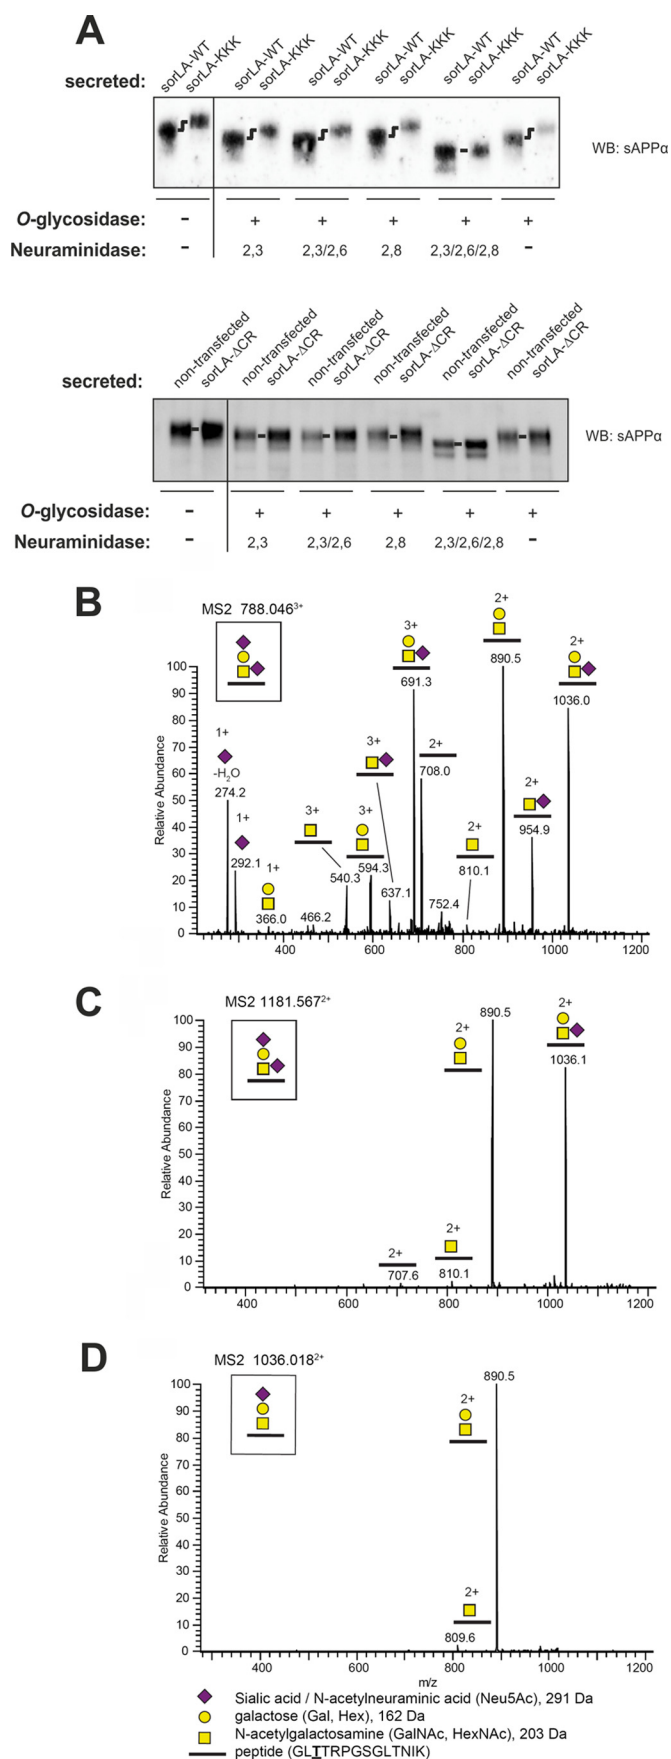 A
sorLA-WT
sorLA-KKK
sorLA-WT
sorLA-KKK
sorLA-WT
sorLA-KKK
sorLA-WT
sorLA-KKK
sorLA-WT
sorLA-KKK
sorLA-WT
sorLA-KKK
secreted:
WB: sAPPα
O-glycosidase: - + + + + +
Neuraminidase: - 2,3 2,3/2,6 2,8 2,3/2,6/2,8 -
non-transfected
sorLA-ΔCR
non-transfected
sorLA-ΔCR
non-transfected
sorLA-ΔCR
non-transfected
sorLA-ΔCR
non-transfected
sorLA-ΔCR
non-transfected
sorLA-ΔCR
secreted:
WB: sAPPα
O-glycosidase: - + + + + +
Neuraminidase: - 2,3 2,3/2,6 2,8 2,3/2,6/2,8 -
B
MS2 788.046³⁺
Relative Abundance
100
90
80
70
60
50
40
30
20
10
0
1+
-H₂O
274.2
1+
292.1
1+
366.0
466.2
3+
540.3
3+
594.3
3+
637.1
3+
691.3
2+
708.0
752.4
2+
810.1
2+
890.5
2+
954.9
2+
1036.0
400 600 800 1000 1200
C
MS2 1181.567²⁺
Relative Abundance
100
90
80
70
60
50
40
30
20
10
0
2+
707.6
2+
810.1
2+
890.5
2+
1036.1
400 600 800 1000 1200
D
MS2 1036.018²⁺
Relative Abundance
100
90
80
70
60
50
40
30
20
10
0
890.5
2+
2+
809.6
400 600 800 1000 1200
m/z
Sialic acid / N-acetylneuraminic acid (Neu5Ac), 291 Da
galactose (Gal, Hex), 162 Da
N-acetylgalactosamine (GalNAc, HexNAc), 203 Da
peptide (GLTTRPGSGLTNIK)